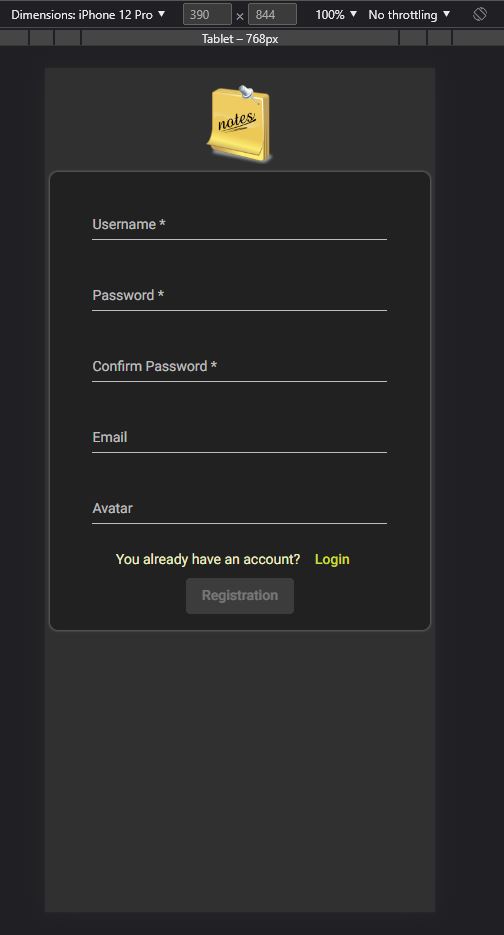 Dimensions: iPhone 12 Pro ▼ 390 × 844 100% ▼ No throttling ▼
Tablet – 768px
notes
Username *
Password *
Confirm Password *
Email
Avatar
You already have an account? Login
Registration